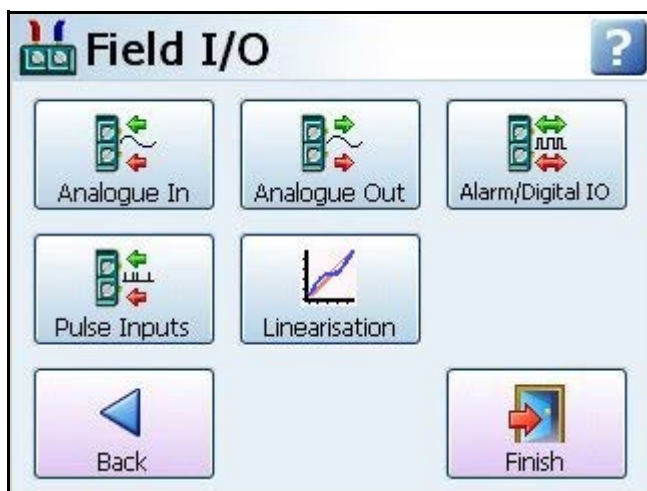 Field I/O
?
Analogue In
Analogue Out
Alarm/Digital IO
Pulse Inputs
Linearisation
Back
Finish